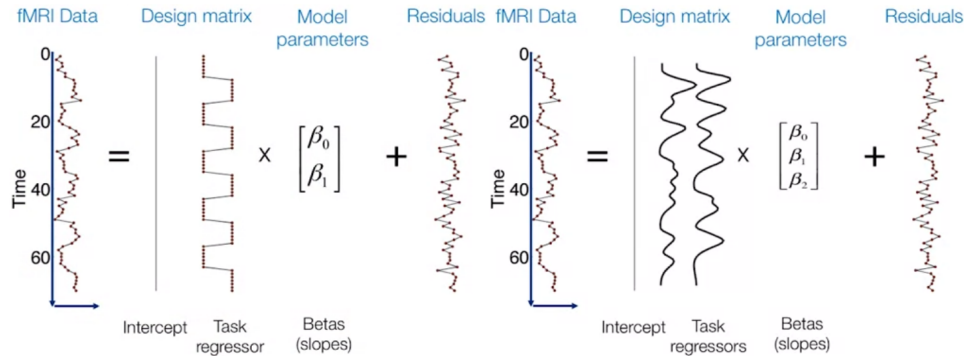 fMRI Data Design matrix Model parameters Residuals
0
20
40
60
Time
=
x
β0
β1
+
Intercept Task regressor Betas (slopes)
fMRI Data Design matrix Model parameters Residuals
0
20
40
60
Time
=
x
β0
β1
β2
+
Intercept Task regressors Betas (slopes)